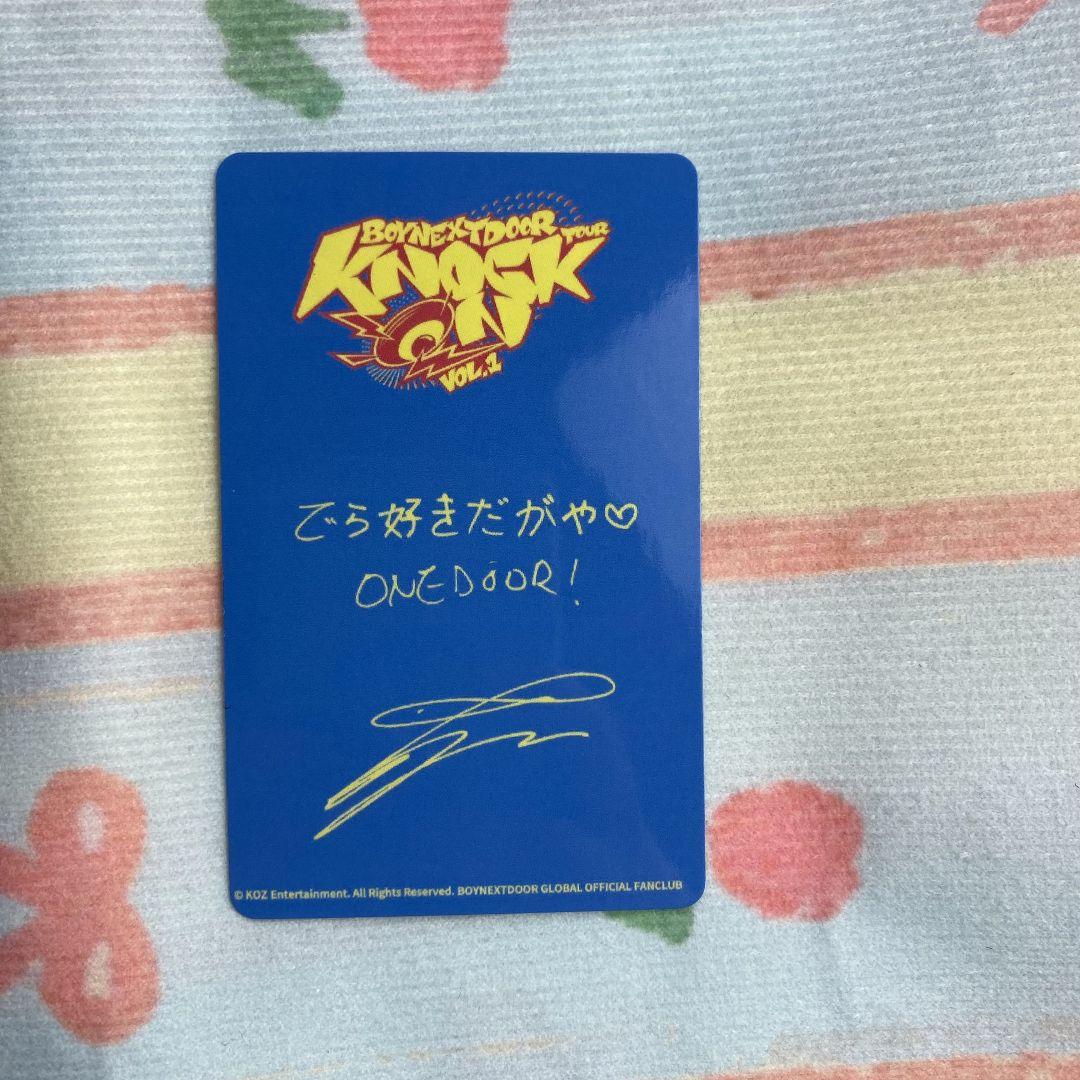 BOYNEXTDOOR TOUR
KNOCK
ON
VOL.1
でら好きだがや♡
ONEDOOR!
© KOZ Entertainment. All Rights Reserved. BOYNEXTDOOR GLOBAL OFFICIAL FANCLUB